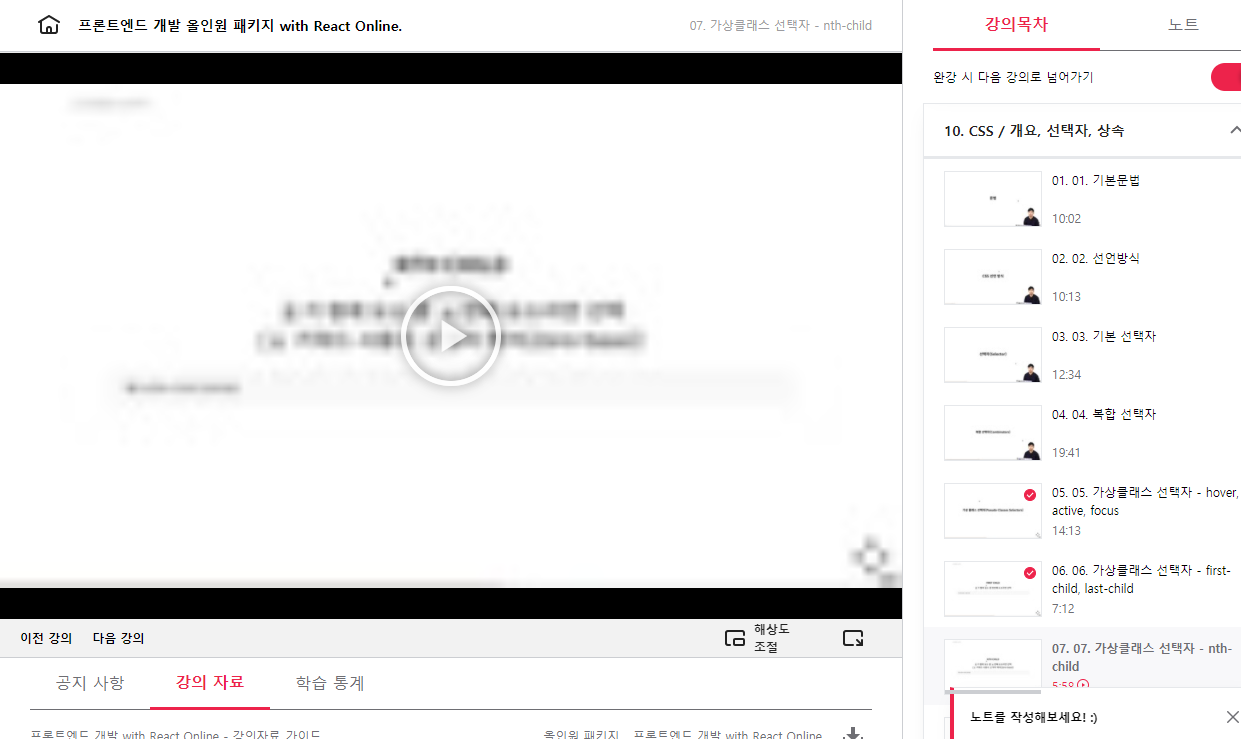 프론트엔드 개발 올인원 패키지 with React Online.
07. 가상클래스 선택자 - nth-child
강의목차
노트
완강 시 다음 강의로 넘어가기
10. CSS / 개요, 선택자, 상속
01. 01. 기본문법
10:02
02. 02. 선언방식
10:13
03. 03. 기본 선택자
12:34
04. 04. 복합 선택자
19:41
05. 05. 가상클래스 선택자 - hover,
active, focus
14:13
06. 06. 가상클래스 선택자 - first-
child, last-child
7:12
07. 07. 가상클래스 선택자 - nth-
child
5:58
노트를 작성해보세요! :)
이전 강의
다음 강의
해상도
조절
공지 사항
강의 자료
학습 통계
프론트엔드 개발 with React Online - 강의자료 가이드
올인원 패키지
프론트엔드 개발 with React Online